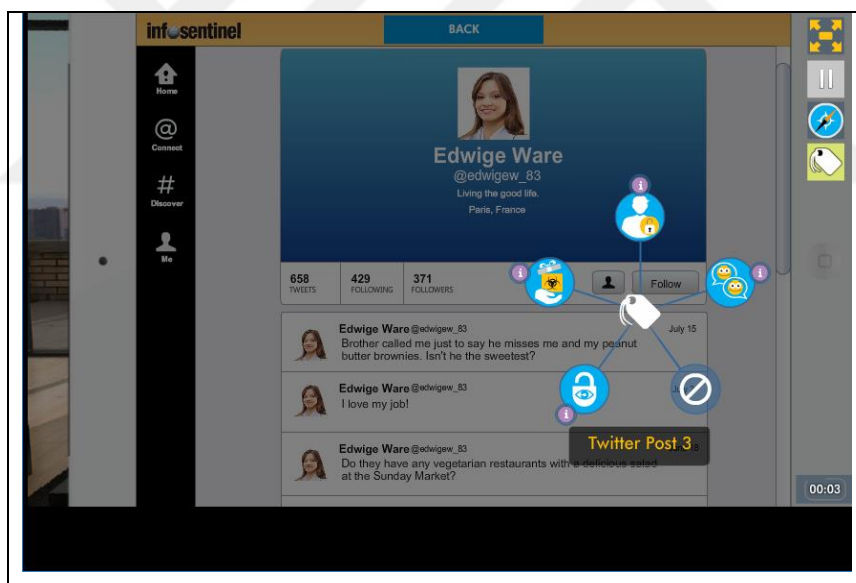 infosentinel
BACK
Home
Connect
Discover
Me
Edwige Ware
@edwigew_83
Living the good life.
Paris, France
658
TWEETS
429
FOLLOWING
371
FOLLOWERS
Follow
Edwige Ware @edwigew_83
July 15
Brother called me just to say he misses me and my peanut
butter brownies. Isn't he the sweetest?
Edwige Ware @edwigew_83
I love my job!
Twitter Post 3
Edwige Ware @edwigew_83
Do they have any vegetarian restaurants with a delicious salad
at the Sunday Market?
00:03